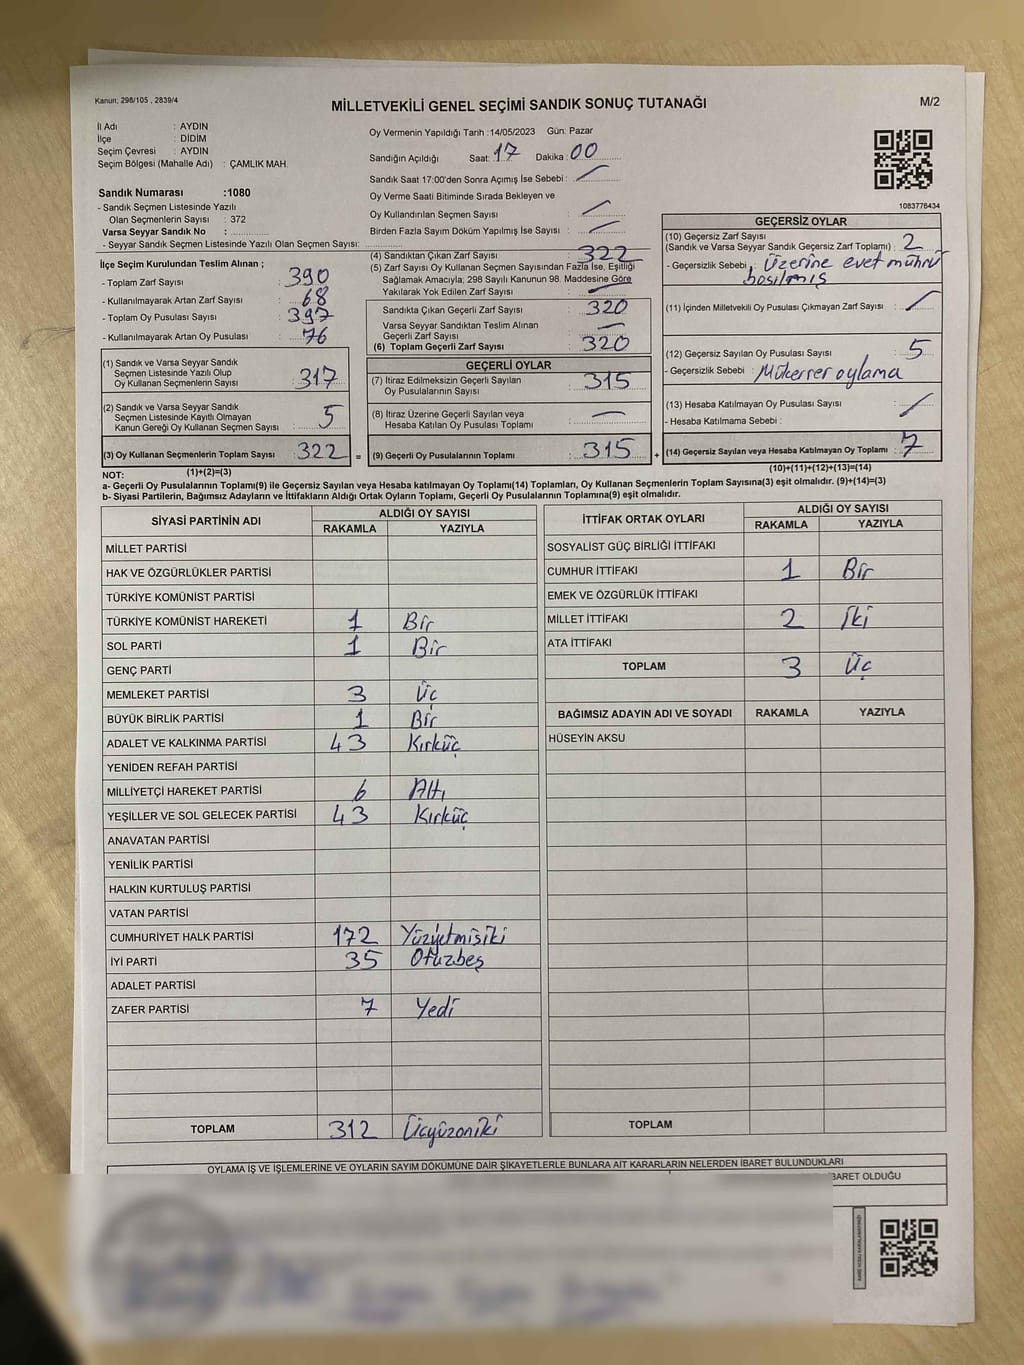 Kanun: 298/105 , 2839/4
MİLLETVEKİLİ GENEL SEÇİMİ SANDIK SONUÇ TUTANAĞI
M/2
İl Adı : AYDIN
İlçe : DİDİM
Seçim Çevresi : AYDIN
Seçim Bölgesi (Mahalle Adı) : ÇAMLIK MAH.
Sandık Numarası :1080
- Sandık Seçmen Listesinde Yazılı
Olan Seçmenlerin Sayısı : 372
Varsa Seyyar Sandık No :
- Seyyar Sandık Seçmen Listesinde Yazılı Olan Seçmen Sayısı:
Oy Vermenin Yapıldığı Tarih :14/05/2023 Gün: Pazar
Sandığın Açıldığı Saat: 17 Dakika: 00
Sandık Saat 17:00'den Sonra Açımış İse Sebebi :
Oy Verme Saati Bitiminde Sırada Bekleyen ve
Oy Kullandırılan Seçmen Sayısı :
Birden Fazla Sayım Döküm Yapılmış İse Sayısı :
1083776434
İlçe Seçim Kurulundan Teslim Alınan ;
- Toplam Zarf Sayısı : 390
- Kullanılmayarak Artan Zarf Sayısı : 68
- Toplam Oy Pusulası Sayısı : 397
- Kullanılmayarak Artan Oy Pusulası : 76
(1) Sandık ve Varsa Seyyar Sandık
Seçmen Listesinde Yazılı Olup
Oy Kullanan Seçmenlerin Sayısı : 317
(2) Sandık ve Varsa Seyyar Sandık
Seçmen Listesinde Kayıtlı Olmayan
Kanun Gereği Oy Kullanan Seçmen Sayısı : 5
(3) Oy Kullanan Seçmenlerin Toplam Sayısı : 322
(1)+(2)=(3)
(4) Sandıktan Çıkan Zarf Sayısı : 322
(5) Zarf Sayısı Oy Kullanan Seçmen Sayısından Fazla İse, Eşitliği
Sağlamak Amacıyla; 298 Sayılı Kanunun 98. Maddesine Göre
Yakılarak Yok Edilen Zarf Sayısı :
Sandıkta Çıkan Geçerli Zarf Sayısı : 320
Varsa Seyyar Sandıktan Teslim Alınan
Geçerli Zarf Sayısı :
(6) Toplam Geçerli Zarf Sayısı : 320
GEÇERLİ OYLAR
(7) İtiraz Edilmeksizin Geçerli Sayılan
Oy Pusulalarının Sayısı : 315
(8) İtiraz Üzerine Geçerli Sayılan veya
Hesaba Katılan Oy Pusulası Toplamı :
= (9) Geçerli Oy Pusulalarının Toplamı : 315 +
GEÇERSİZ OYLAR
(10) Geçersiz Zarf Sayısı
(Sandık ve Varsa Seyyar Sandık Geçersiz Zarf Toplamı) : 2
- Geçersizlik Sebebi : Üzerine evet mührü
basılmış
(11) İçinden Milletvekili Oy Pusulası Çıkmayan Zarf Sayısı :
(12) Geçersiz Sayılan Oy Pusulası Sayısı : 5
- Geçersizlik Sebebi : Mükerrer oylama
(13) Hesaba Katılmayan Oy Pusulası Sayısı :
- Hesaba Katılmama Sebebi :
(14) Geçersiz Sayılan veya Hesaba Katılmayan Oy Toplamı : 7
(10)+(11)+(12)+(13)=(14)
NOT:
a- Geçerli Oy Pusulalarının Toplamı(9) ile Geçersiz Sayılan veya Hesaba Katılmayan Oy Toplamı(14) Toplamları, Oy Kullanan Seçmenlerin Toplam Sayısına(3) eşit olmalıdır. (9)+(14)=(3)
b- Siyasi Partilerin, Bağımsız Adayların ve İttifakların Aldığı Ortak Oyların Toplamı, Geçerli Oy Pusulalarının Toplamına(9) eşit olmalıdır.
SİYASİ PARTİNİN ADI ALDIĞI OY SAYISI
RAKAMLA YAZIYLA
MİLLET PARTİSİ
HAK VE ÖZGÜRLÜKLER PARTİSİ
TÜRKİYE KOMÜNİST PARTİSİ
TÜRKİYE KOMÜNİST HAREKETİ 1 Bir
SOL PARTİ 1 Bir
GENÇ PARTİ
MEMLEKET PARTİSİ 3 Üç
BÜYÜK BİRLİK PARTİSİ 1 Bir
ADALET VE KALKINMA PARTİSİ 43 Kırküç
YENİDEN REFAH PARTİSİ
MİLLİYETÇİ HAREKET PARTİSİ 6 Altı
YEŞİLLER VE SOL GELECEK PARTİSİ 43 Kırküç
ANAVATAN PARTİSİ
YENİLİK PARTİSİ
HALKIN KURTULUŞ PARTİSİ
VATAN PARTİSİ
CUMHURİYET HALK PARTİSİ 172 Yüzyetmişiki
İYİ PARTİ 35 Otuzbeş
ADALET PARTİSİ
ZAFER PARTİSİ 7 Yedi
TOPLAM 312 Üçyüzoniki
İTTİFAK ORTAK OYLARI ALDIĞI OY SAYISI
RAKAMLA YAZIYLA
SOSYALİST GÜÇ BİRLİĞİ İTTİFAKI
CUMHUR İTTİFAKI 1 Bir
EMEK VE ÖZGÜRLÜK İTTİFAKI
MİLLET İTTİFAKI 2 İki
ATA İTTİFAKI
TOPLAM 3 Üç
BAĞIMSIZ ADAYIN ADI VE SOYADI RAKAMLA YAZIYLA
HÜSEYİN AKSU
TOPLAM
OYLAMA İŞ VE İŞLEMLERİNE VE OYLARIN SAYIM DÖKÜMÜNE DAİR ŞİKAYETLERLE BUNLARA AİT KARARLARIN NELERDEN İBARET BULUNDUKLARI
İBARET OLDUĞU